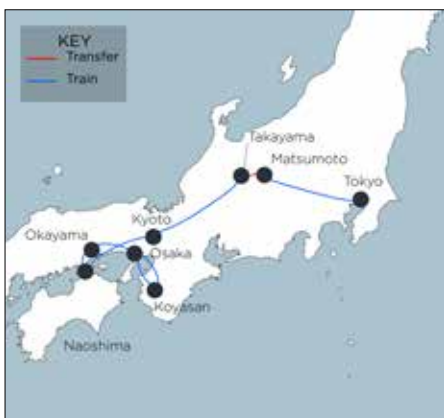 KEY
Transfer
Train
Takayama
Matsumoto
Tokyo
Kyoto
Okayama
Osaka
Koyasan
Naoshima